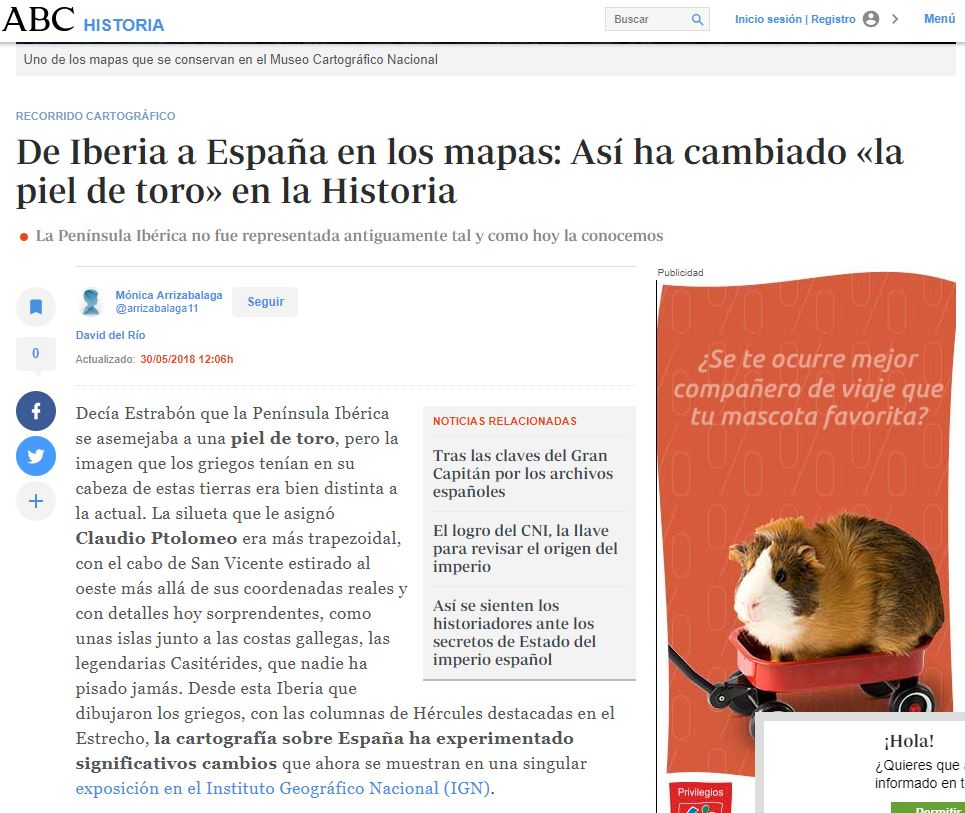 ABC HISTORIA
Buscar
Inicio sesión | Registro
Menú
Uno de los mapas que se conservan en el Museo Cartográfico Nacional
RECORRIDO CARTOGRÁFICO
De Iberia a España en los mapas: Así ha cambiado «la
piel de toro» en la Historia
La Península Ibérica no fue representada antiguamente tal y como hoy la conocemos
Mónica Arrizabalaga
@arrizabalaga11
Seguir
David del Río
Actualizado: 30/05/2018 12:06h
0
Decía Estrabón que la Península Ibérica
se asemejaba a una piel de toro, pero la
imagen que los griegos tenían en su
cabeza de estas tierras era bien distinta a
la actual. La silueta que le asignó
Claudio Ptolomeo era más trapezoidal,
con el cabo de San Vicente estirado al
oeste más allá de sus coordenadas reales y
con detalles hoy sorprendentes, como
unas islas junto a las costas gallegas, las
legendarias Casitérides, que nadie ha
pisado jamás. Desde esta Iberia que
dibujaron los griegos, con las columnas de Hércules destacadas en el
Estrecho, la cartografía sobre España ha experimentado
significativos cambios que ahora se muestran en una singular
exposición en el Instituto Geográfico Nacional (IGN).
NOTICIAS RELACIONADAS
Tras las claves del Gran
Capitán por los archivos
españoles
El logro del CNI, la llave
para revisar el origen del
imperio
Así se sienten los
historiadores ante los
secretos de Estado del
imperio español
Publicidad
¿Se te ocurre mejor
compañero de viaje que
tu mascota favorita?
Privilegios
¡Hola!
¿Quieres que
informado en
Permitir